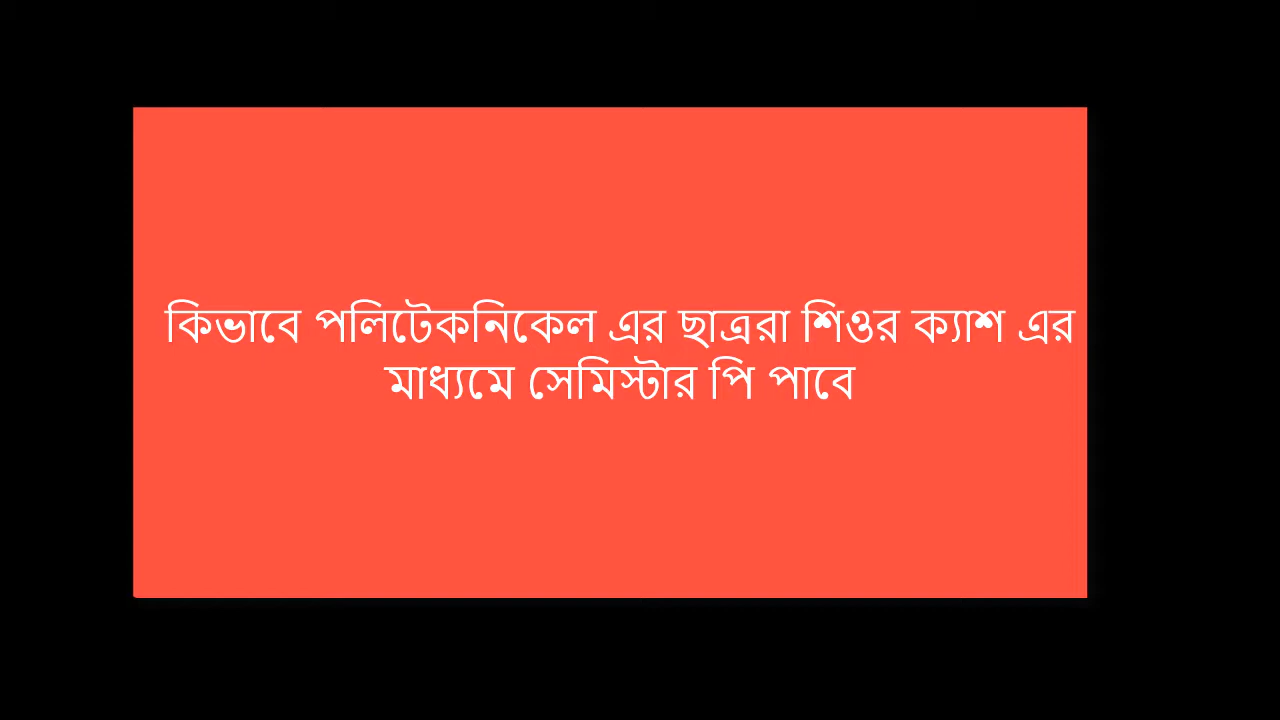 কিভাবে পলিটেকনিকেল এর ছাত্ররা শিওর ক্যাশ এর
মাধ্যমে সেমিস্টার পি পাবে